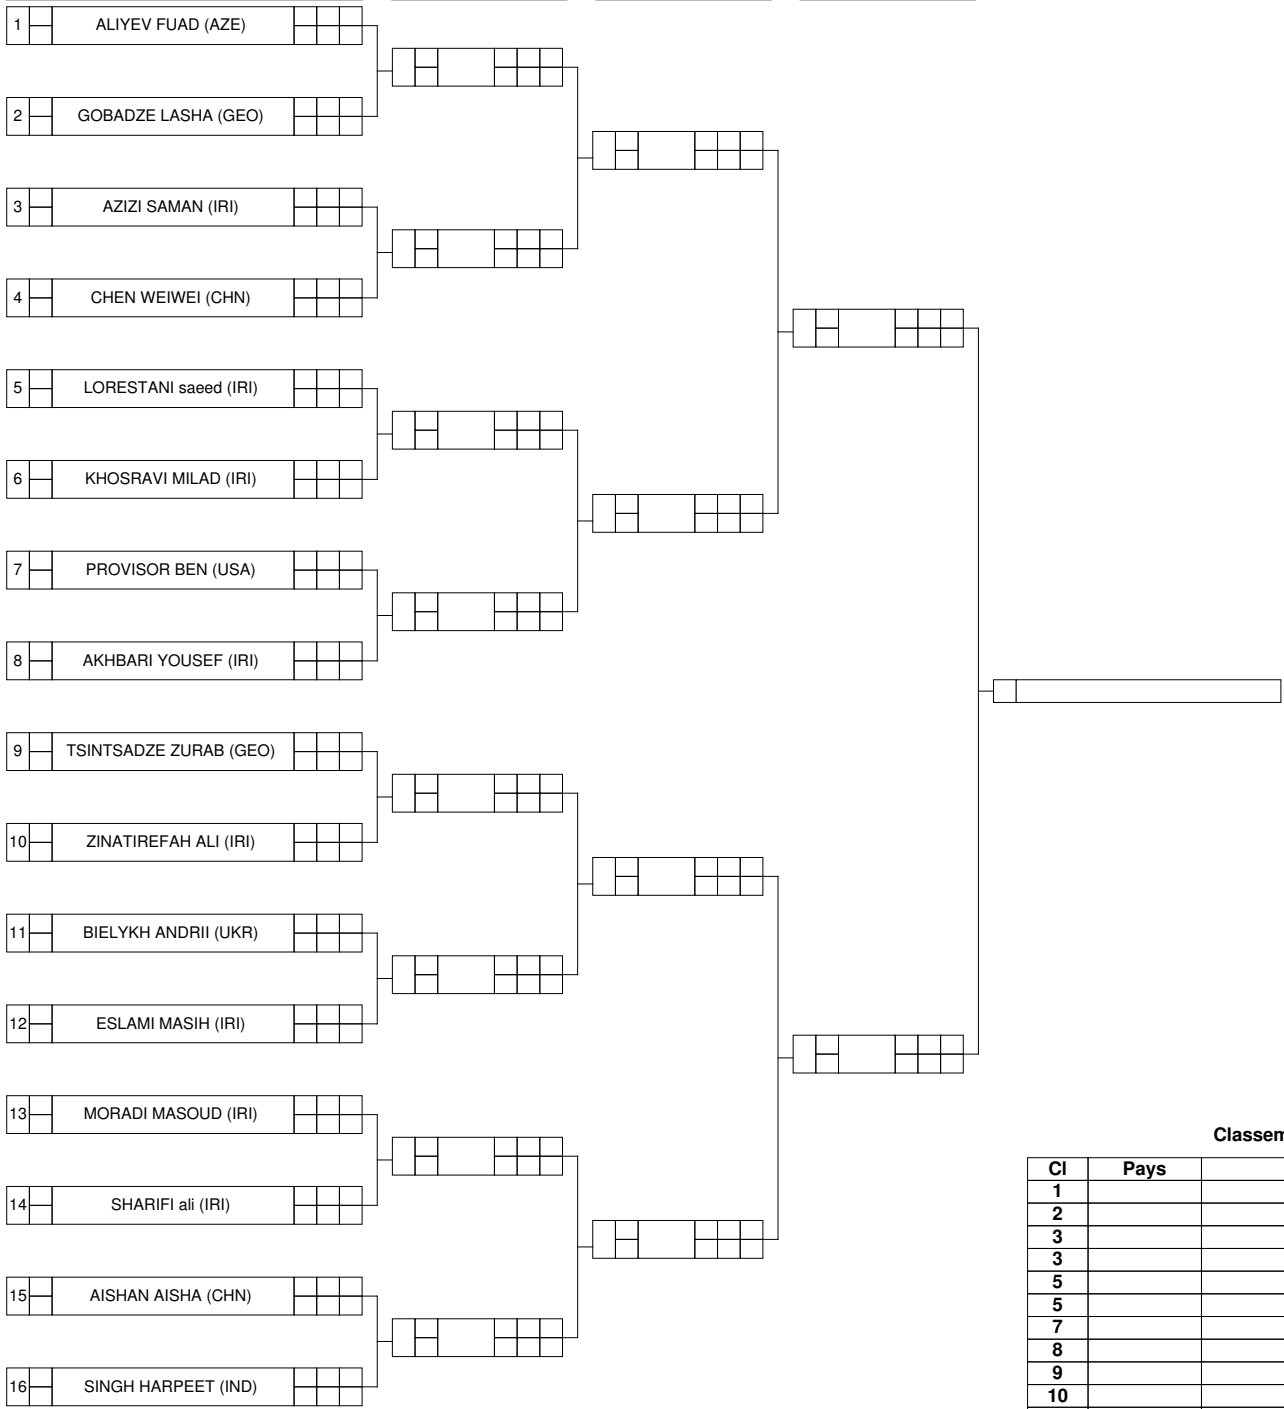 1 ALIYEV FUAD (AZE)
2 GOBADZE LASHA (GEO)
3 AZIZI SAMAN (IRI)
4 CHEN WEIWEI (CHN)
5 LORESTANI saeed (IRI)
6 KHOSRAVI MILAD (IRI)
7 PROVISOR BEN (USA)
8 AKHBARI YOUSEF (IRI)
9 TSINTSADZE ZURAB (GEO)
10 ZINATIREFAH ALI (IRI)
11 BIELYKH ANDRII (UKR)
12 ESLAMI MASIH (IRI)
13 MORADI MASOUD (IRI)
14 SHARIFI ali (IRI)
15 AISHAN AISHA (CHN)
16 SINGH HARPEET (IND)
Classem
Cl Pays
1
2
3
3
5
5
7
8
9
10